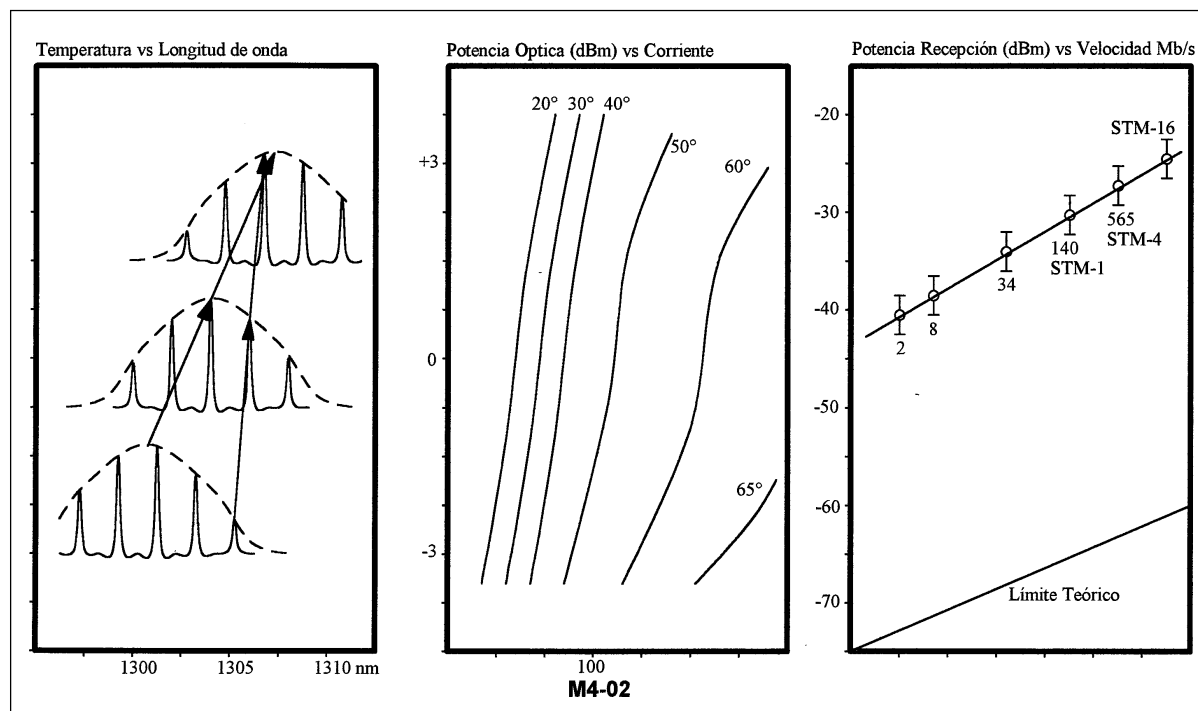 Temperatura vs Longitud de onda
1300
1305
1310 nm
Potencia Optica (dBm) vs Corriente
20° 30° 40°
50°
60°
65°
+3
0
-3
100
Potencia Recepción (dBm) vs Velocidad Mb/s
-20
-30
-40
-50
-60
-70
STM-16
565
STM-4
140
STM-1
34
8
2
Límite Teórico
M4-02